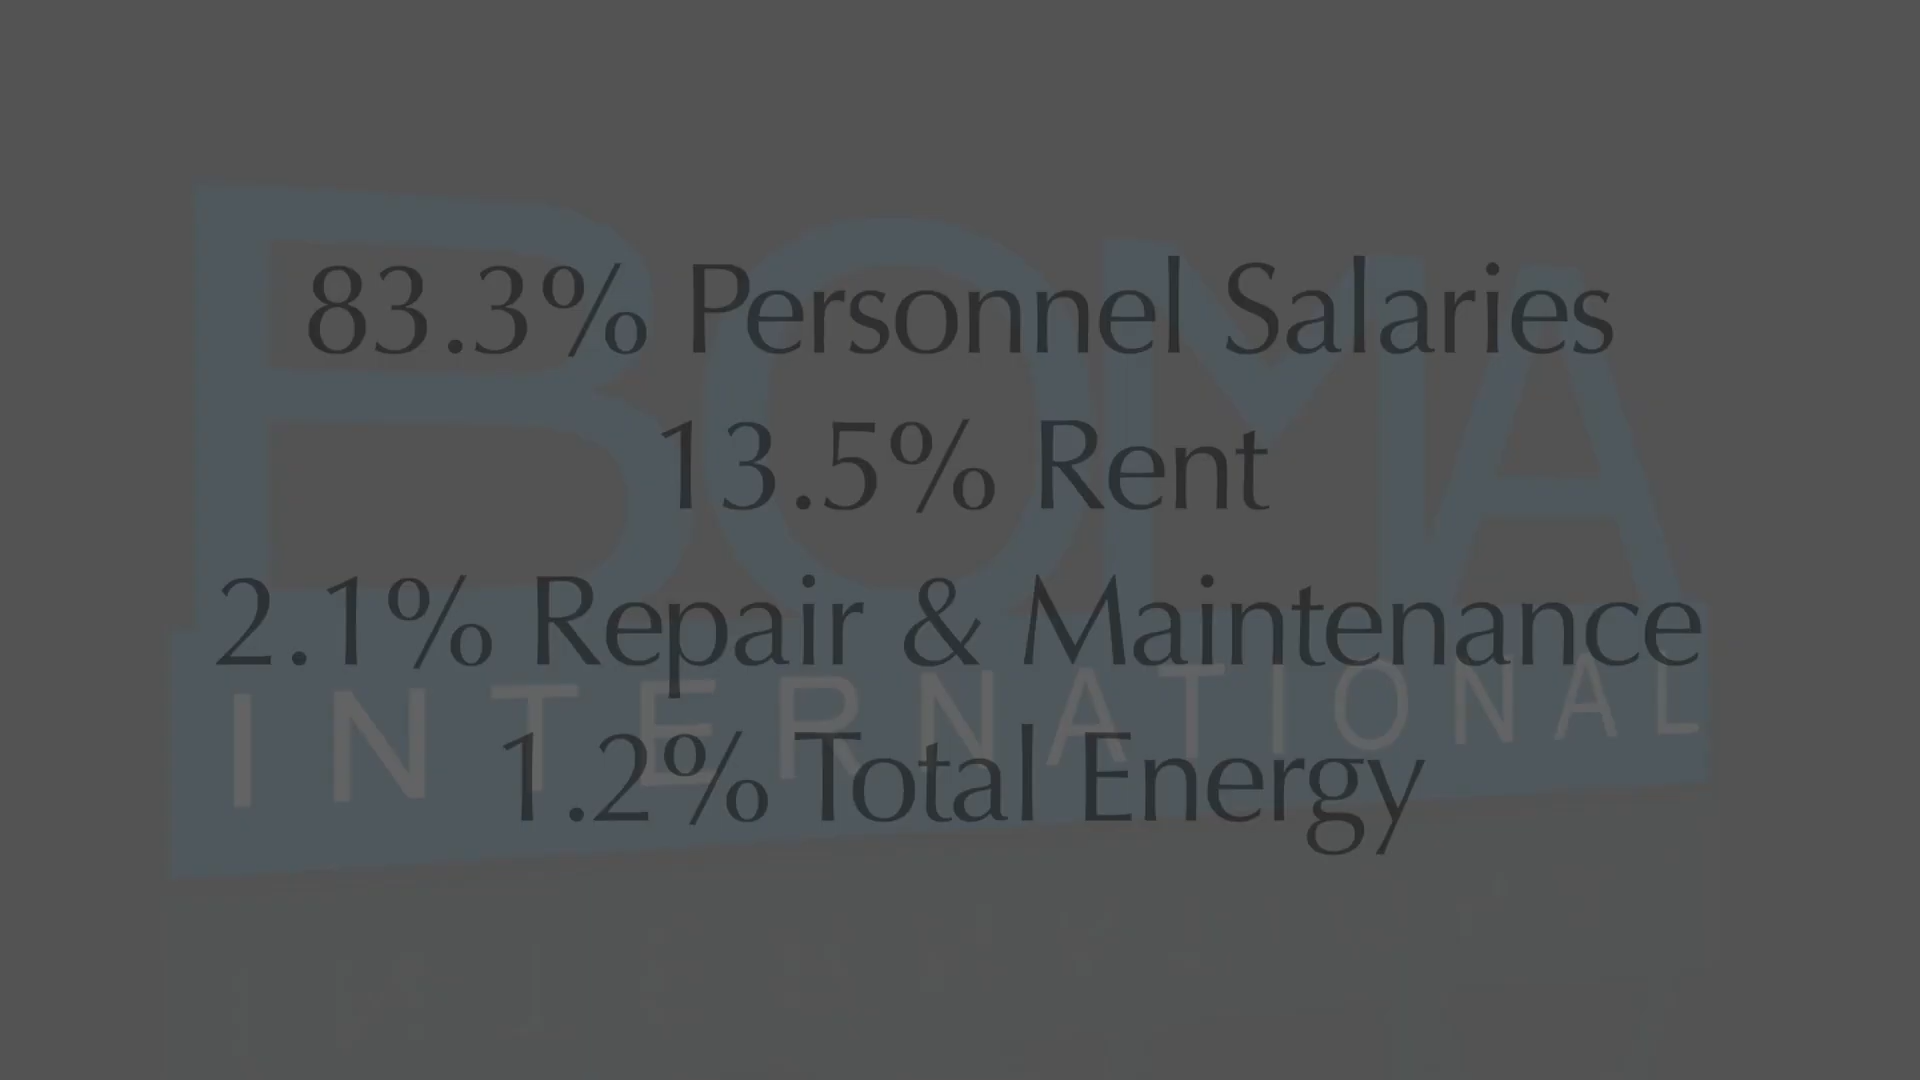 83.3% Personnel Salaries
13.5% Rent
2.1% Repair & Maintenance
1.2% Total Energy
BOMA
INTERNATIONAL